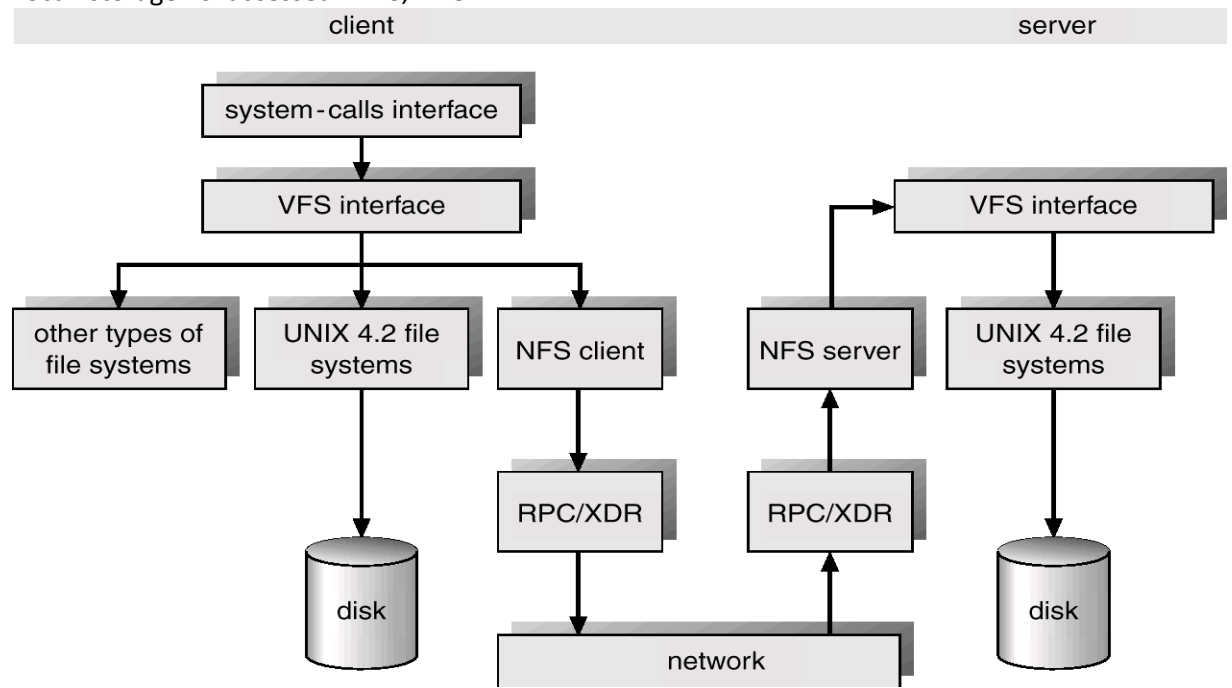 client
server
system-calls interface
VFS interface
VFS interface
other types of
file systems
UNIX 4.2 file
systems
NFS client
NFS server
UNIX 4.2 file
systems
RPC/XDR
RPC/XDR
disk
disk
network